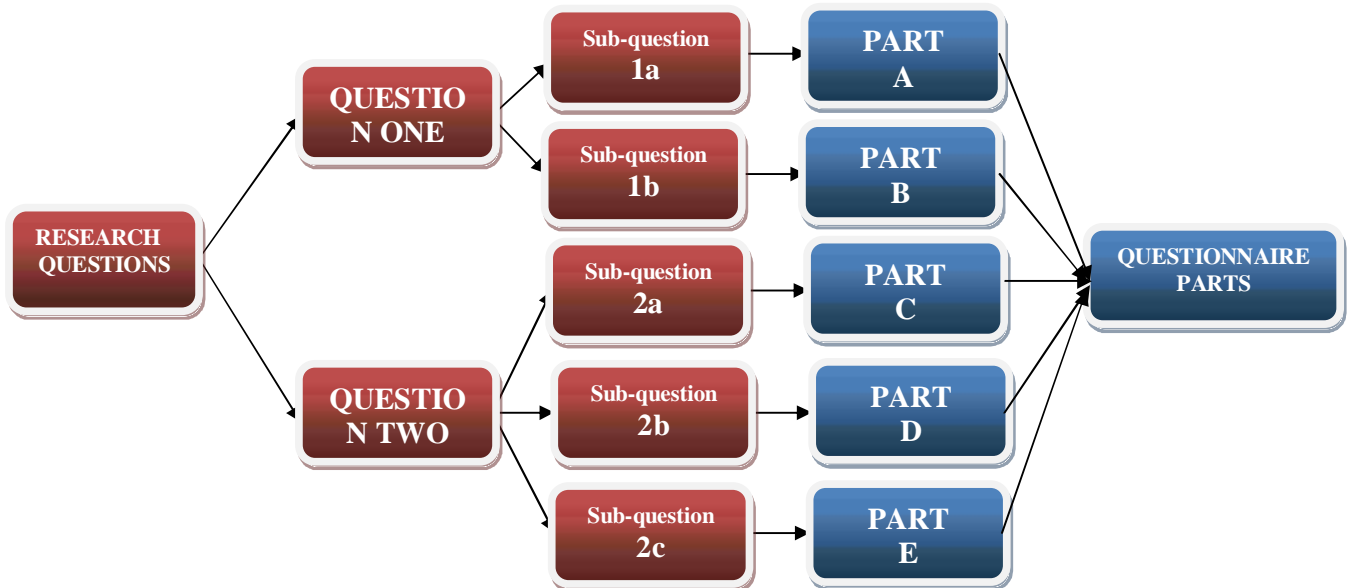 RESEARCH
QUESTIONS
QUESTIO
N ONE
QUESTIO
N TWO
Sub-question
1a
Sub-question
1b
Sub-question
2a
Sub-question
2b
Sub-question
2c
PART
A
PART
B
PART
C
PART
D
PART
E
QUESTIONNAIRE
PARTS